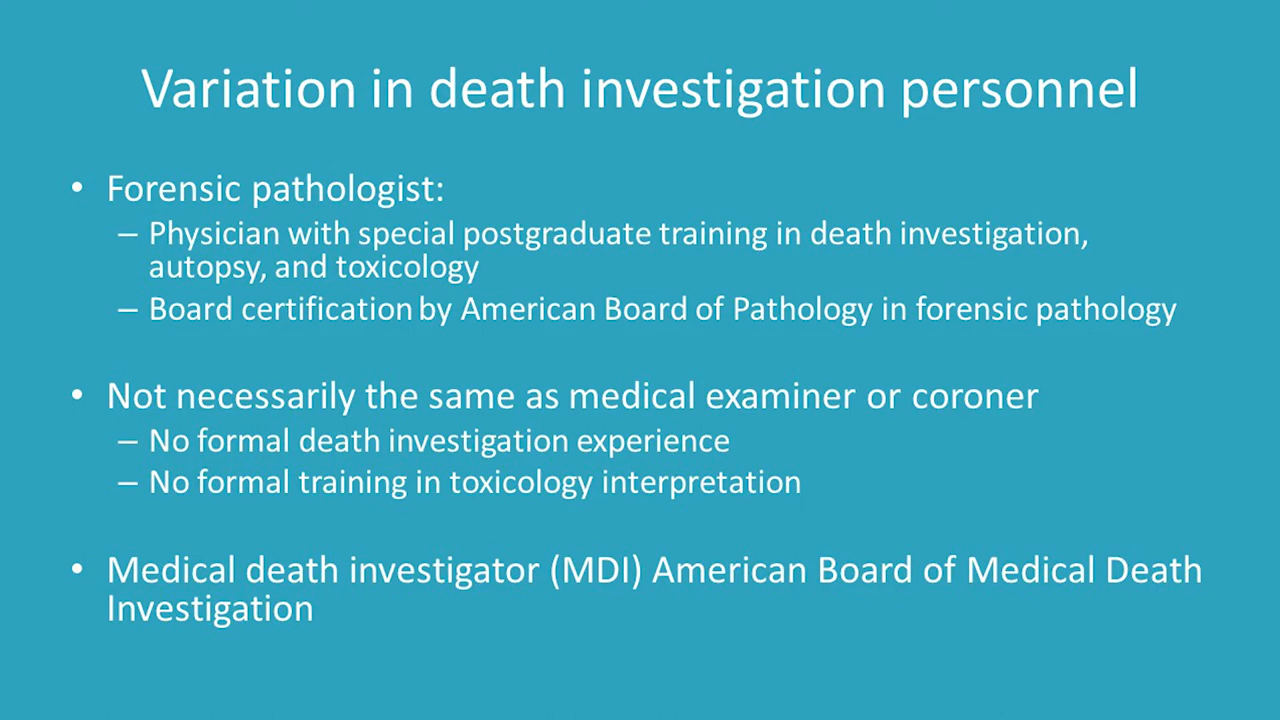 Variation in death investigation personnel
• Forensic pathologist:
– Physician with special postgraduate training in death investigation,
autopsy, and toxicology
– Board certification by American Board of Pathology in forensic pathology
• Not necessarily the same as medical examiner or coroner
– No formal death investigation experience
– No formal training in toxicology interpretation
• Medical death investigator (MDI) American Board of Medical Death
Investigation